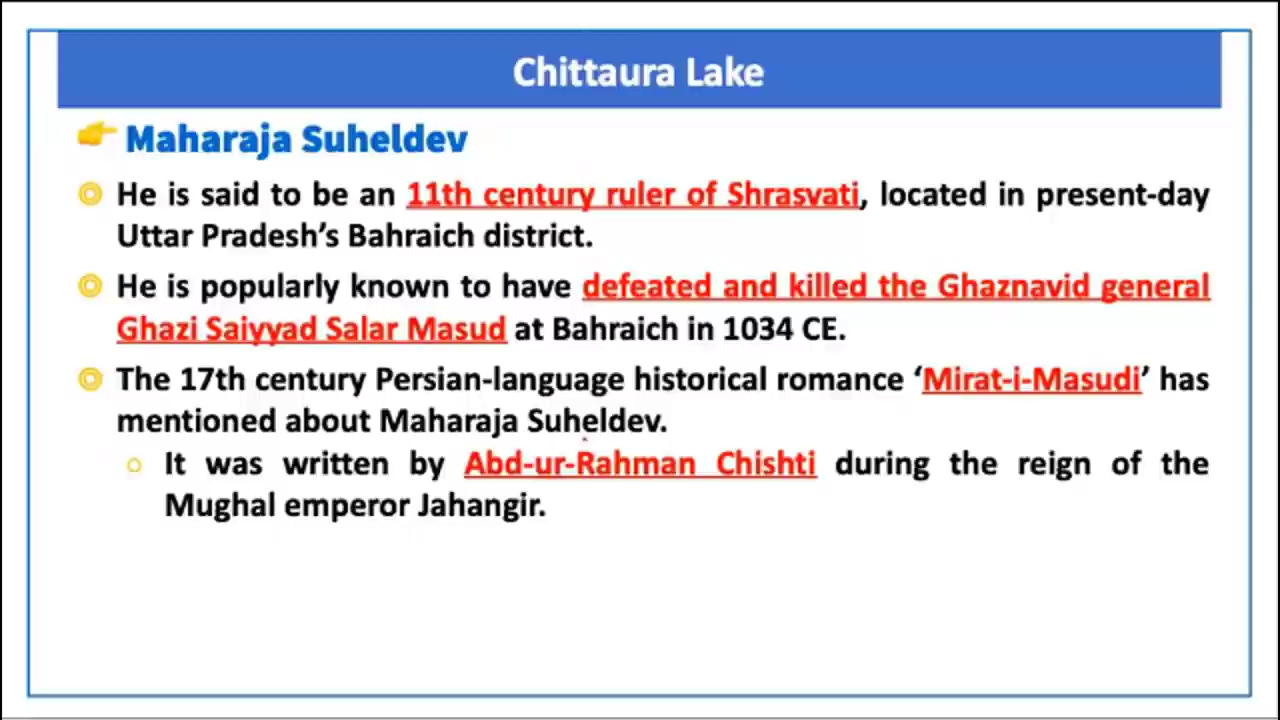 Chittaura Lake
Maharaja Suheldev
He is said to be an 11th century ruler of Shrasvati, located in present-day
Uttar Pradesh's Bahraich district.
He is popularly known to have defeated and killed the Ghaznavid general
Ghazi Saiyyad Salar Masud at Bahraich in 1034 CE.
The 17th century Persian-language historical romance ‘Mirat-i-Masudi’ has
mentioned about Maharaja Suheldev.
It was written by Abd-ur-Rahman Chishti during the reign of the
Mughal emperor Jahangir.